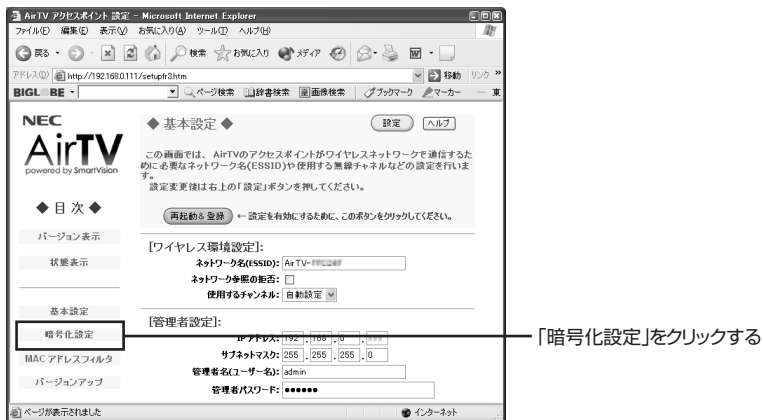 AirTV アクセスポイント 設定 - Microsoft Internet Explorer
ファイル(F) 編集(E) 表示(V) お気に入り(A) ツール(T) ヘルプ(H)
戻る 検索 お気に入り メディア
アドレス(D) http://192.168.0.111/setupfr3.htm 移動 リンク »
BIGLOBE ページ検索 辞書検索 画像検索 ブックマーク マーカー 東
NEC
AirTV
powered by SmartVision
◆目次◆
バージョン表示
状態表示
基本設定
暗号化設定
MAC アドレスフィルタ
バージョンアップ
◆ 基本設定 ◆
設定 ヘルプ
この画面では、AirTVのアクセスポイントがワイヤレスネットワークで通信するた
めに必要なネットワーク名(ESSID)や使用する無線チャネルなどの設定を行いま
す。
設定変更後は右上の「設定」ボタンを押してください。
再起動& 登録 ← 設定を有効にするために、このボタンをクリックしてください。
[ワイヤレス環境設定]:
ネットワーク名(ESSID): AirTV-
ネットワーク参照の拒否:
使用するチャンネル: 自動設定
[管理者設定]:
IP アドレス: 192 . 168 . 0 .
サブネットマスク: 255 . 255 . 255 . 0
管理者名(ユーザー名): admin
管理者パスワード: ●●●●●●
ページが表示されました インターネット
「暗号化設定」をクリックする